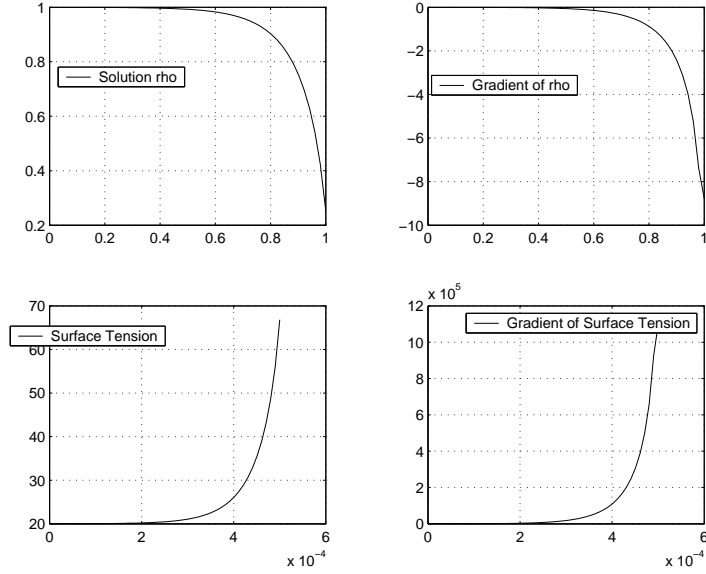 1
0.8
0.6
0.4
0.2
0 0.2 0.4 0.6 0.8 1
Solution rho
0
−2
−4
−6
−8
−10
0 0.2 0.4 0.6 0.8 1
Gradient of rho
70
60
50
40
30
20
0 2 4 6
x 10⁻⁴
Surface Tension
x 10⁵
12
10
8
6
4
2
0
0 2 4 6
x 10⁻⁴
Gradient of Surface Tension